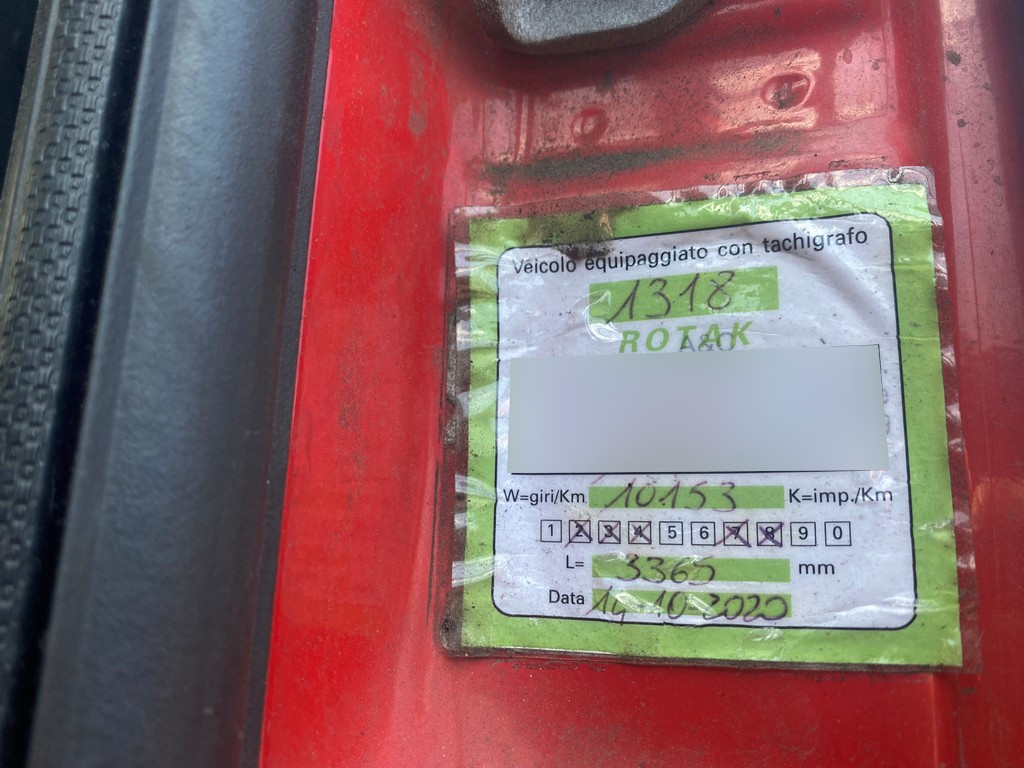 Veicolo equipaggiato con tachigrafo
1318
ROTAK
A&O
W=giri/Km 10153 K=imp./Km
1 2 3 4 5 6 7 8 9 0
L= 3365 mm
Data 14-10-2020